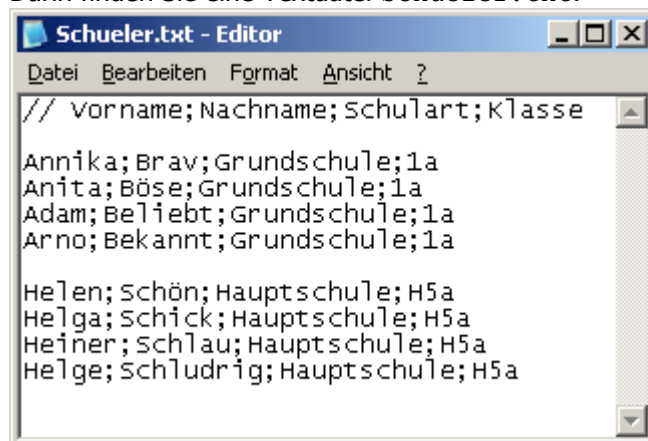 Schueler.txt - Editor
Datei Bearbeiten Format Ansicht ?
// Vorname;Nachname;Schulart;Klasse
Annika;Brav;Grundschule;1a
Anita;Böse;Grundschule;1a
Adam;Beliebt;Grundschule;1a
Arno;Bekannt;Grundschule;1a
Helen;Schön;Hauptschule;H5a
Helga;Schick;Hauptschule;H5a
Heiner;Schlau;Hauptschule;H5a
Helge;Schludrig;Hauptschule;H5a